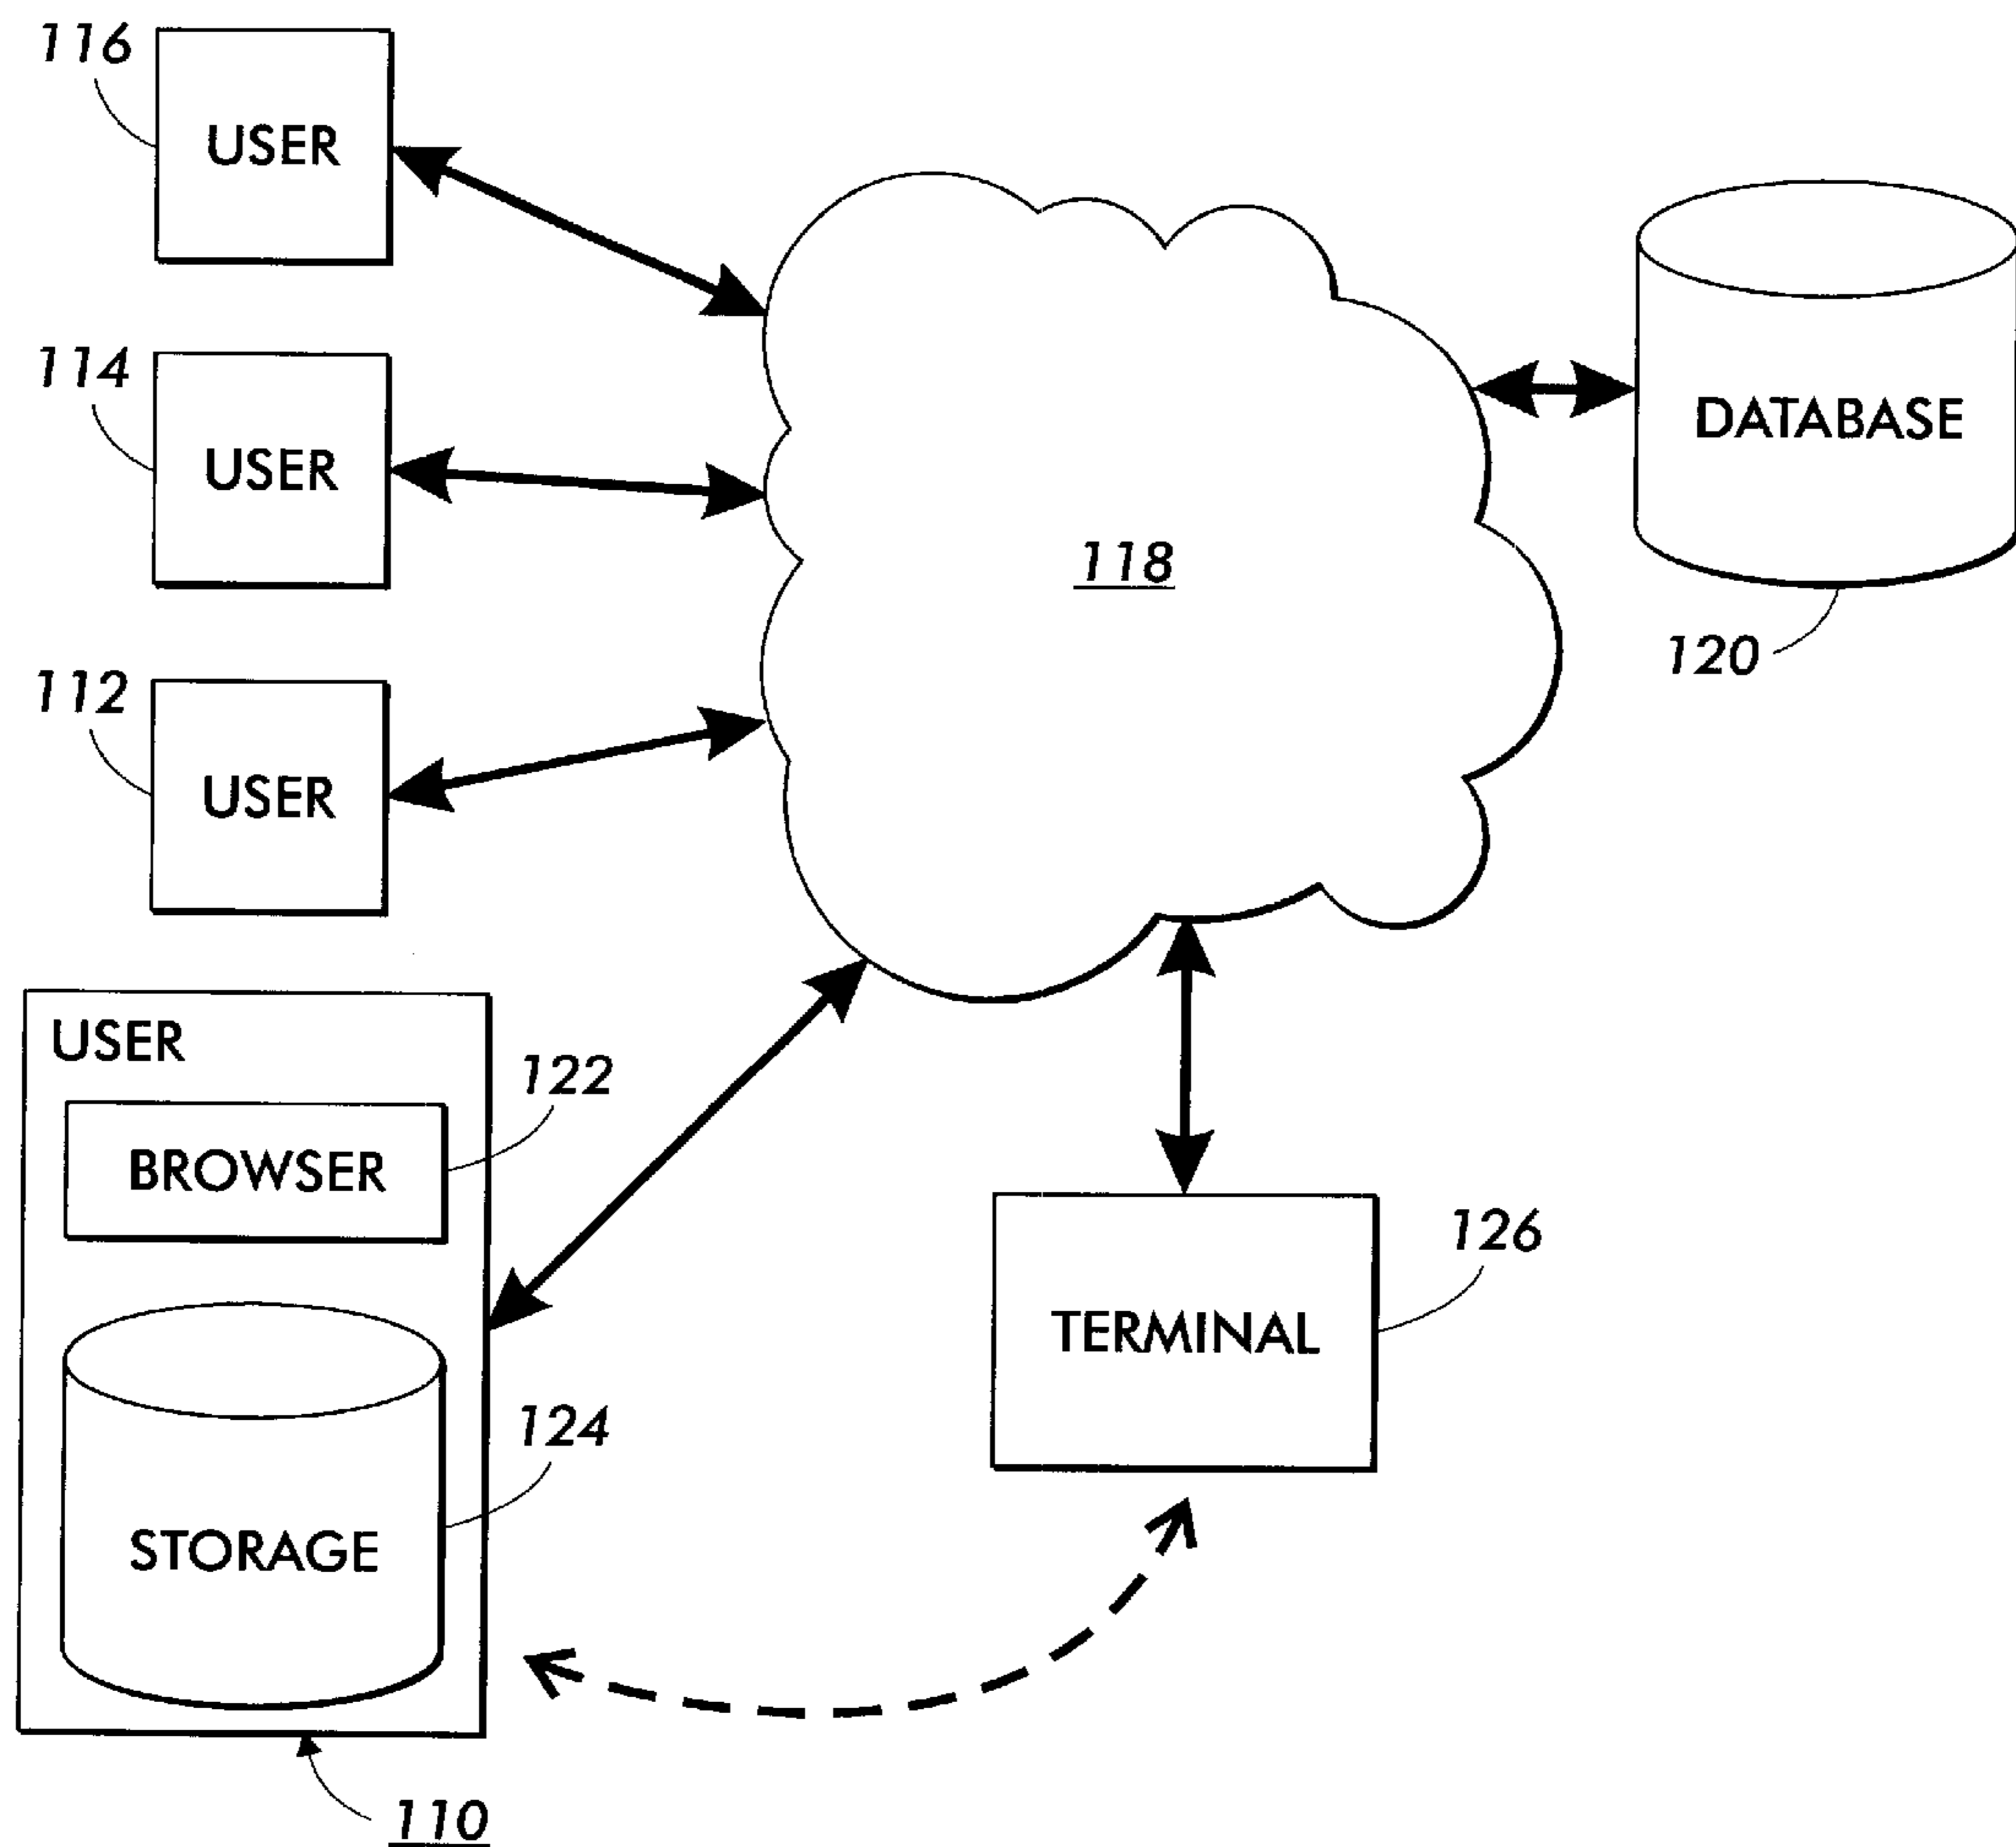 116
USER
114
USER
DATABASE
118
120
112
USER
USER
122
BROWSER
126
TERMINAL
124
STORAGE
110